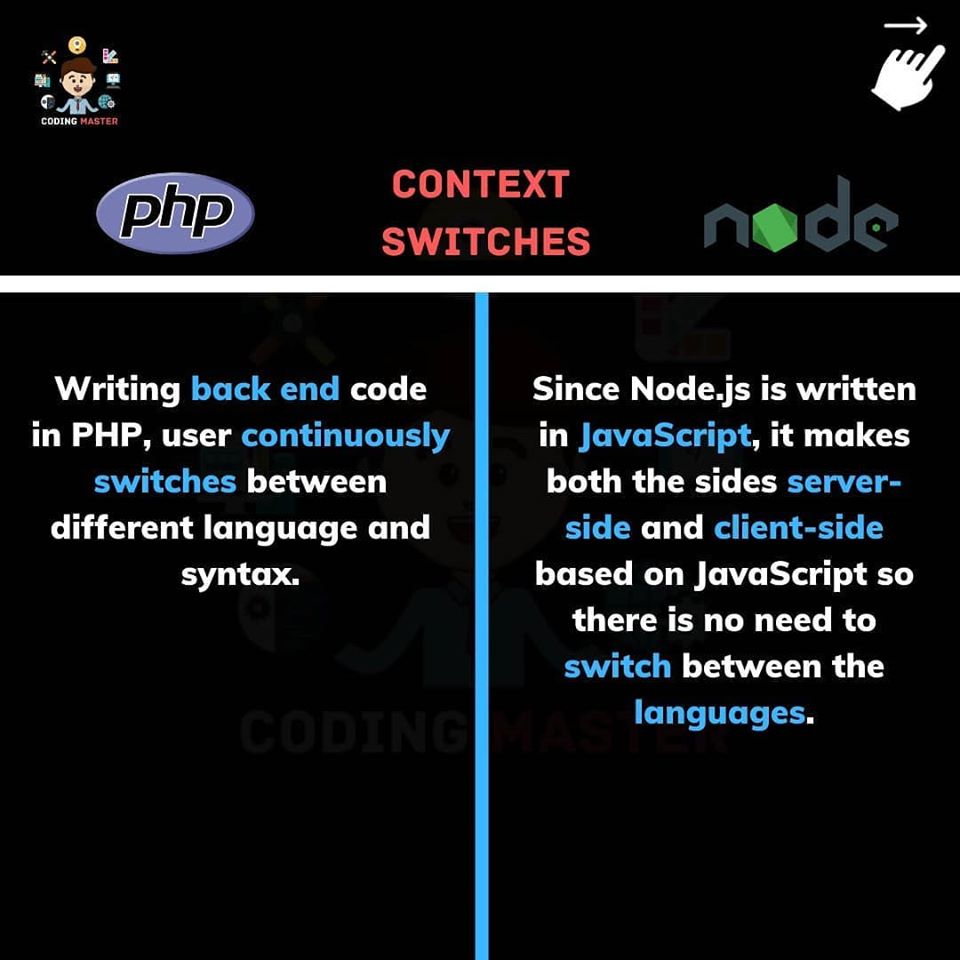 CODING MASTER
php
CONTEXT
SWITCHES
node
Writing back end code
in PHP, user continuously
switches between
different language and
syntax.
Since Node.js is written
in JavaScript, it makes
both the sides server-
side and client-side
based on JavaScript so
there is no need to
switch between the
languages.
CODING MASTER